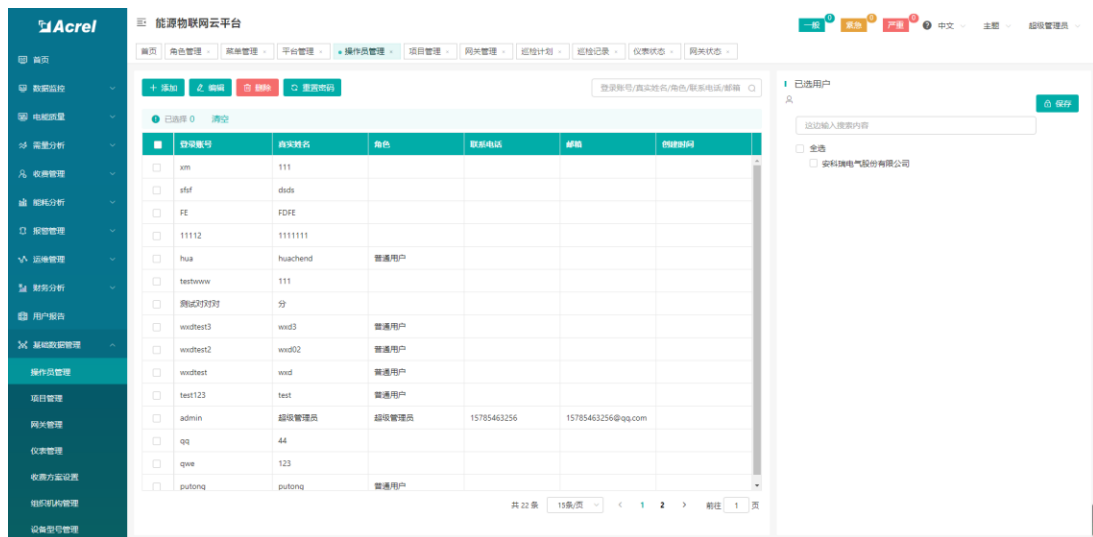 Acrel
能源物联网云平台
一般 0 紧急 0 严重 0 中文 主题 超级管理员
首页 角色管理 菜单管理 平台管理 操作员管理 项目管理 网关管理 巡检计划 巡检记录 仪表状态 网关状态
首页
数据监控
电能质量
需量分析
收费管理
能耗分析
报警管理
运维管理
财务分析
用户报告
基础数据管理
操作员管理
项目管理
网关管理
仪表管理
收费方案设置
组织机构管理
设备型号管理
添加 编辑 删除 重置密码 登录账号/真实姓名/角色/联系电话/邮箱
已选择 0 清空
登录账号 真实姓名 角色 联系电话 邮箱 创建时间
xm 111
sfsf dsds
FE FDFE
11112 1111111
hua huachend 普通用户
testwww 111
测试对对对 分
wxdtest3 wxd3 普通用户
wxdtest2 wxd02 普通用户
wxdtest wxd 普通用户
test123 test 普通用户
admin 超级管理员 超级管理员 15785463256 15785463256@qq.com
qq 44
qwe 123
putong putong 普通用户
共 22 条 15条/页 < 1 2 > 前往 1 页
已选用户
保存
这边输入搜索内容
全选
安科瑞电气股份有限公司